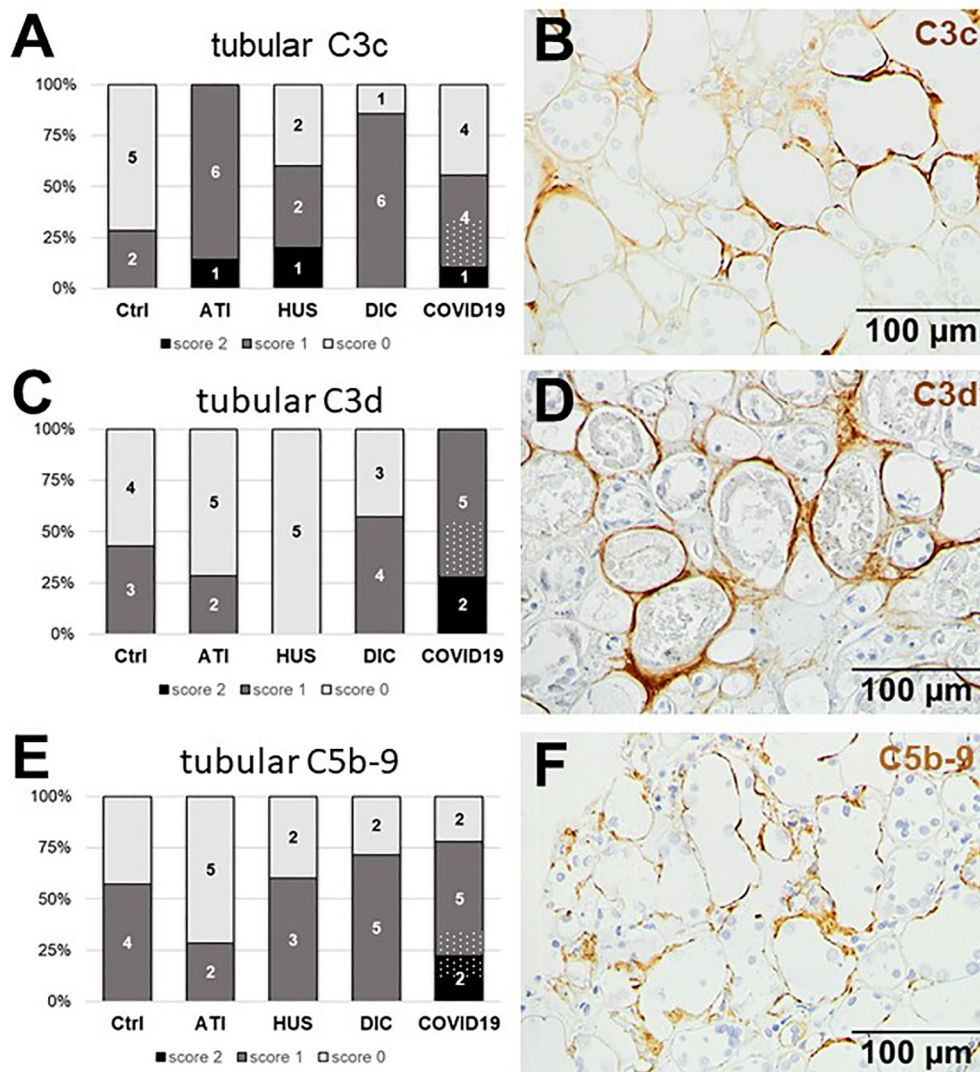 A
tubular C3c
100%
75%
50%
25%
0%
5
2
6
1
2
2
1
1
6
4
4
1
Ctrl ATI HUS DIC COVID19
score 2 score 1 score 0
B
C3c
100 µm
C
tubular C3d
100%
75%
50%
25%
0%
4
3
5
2
5
3
4
5
2
Ctrl ATI HUS DIC COVID19
score 2 score 1 score 0
D
C3d
100 µm
E
tubular C5b-9
100%
75%
50%
25%
0%
4
5
2
2
3
2
5
2
5
2
Ctrl ATI HUS DIC COVID19
score 2 score 1 score 0
F
C5b-9
100 µm